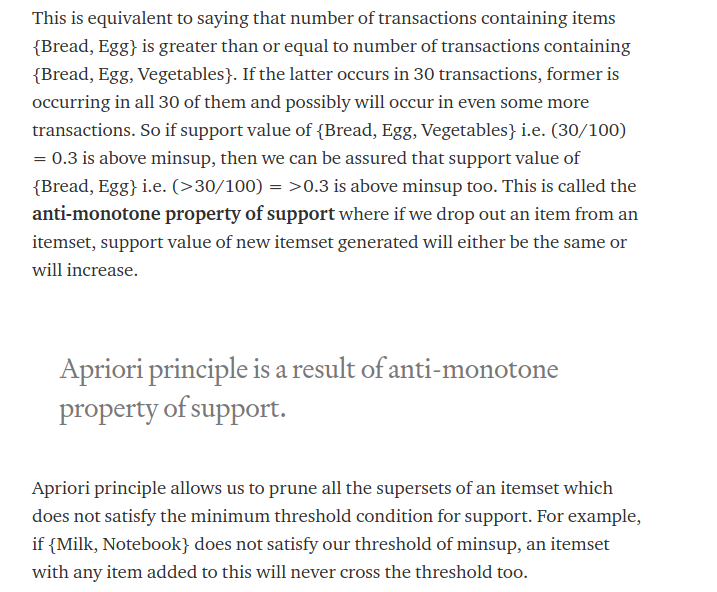 This is equivalent to saying that number of transactions containing items
{Bread, Egg} is greater than or equal to number of transactions containing
{Bread, Egg, Vegetables}. If the latter occurs in 30 transactions, former is
occurring in all 30 of them and possibly will occur in even some more
transactions. So if support value of {Bread, Egg, Vegetables} i.e. (30/100)
= 0.3 is above minsup, then we can be assured that support value of
{Bread, Egg} i.e. (>30/100) = >0.3 is above minsup too. This is called the
anti-monotone property of support where if we drop out an item from an
itemset, support value of new itemset generated will either be the same or
will increase.
Apriori principle is a result of anti-monotone
property of support.
Apriori principle allows us to prune all the supersets of an itemset which
does not satisfy the minimum threshold condition for support. For example,
if {Milk, Notebook} does not satisfy our threshold of minsup, an itemset
with any item added to this will never cross the threshold too.